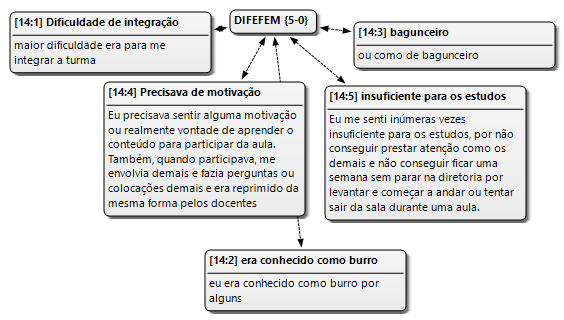 [14:1] Dificuldade de integração
maior dificuldade era para me
integrar a turma
DIFEFEM {5-0}
[14:3] bagunceiro
ou como de bagunceiro
[14:4] Precisava de motivação
Eu precisava sentir alguma motivação
ou realmente vontade de aprender o
conteúdo para participar da aula.
Também, quando participava, me
envolvia demais e fazia perguntas ou
colocações demais e era reprimido da
mesma forma pelos docentes
[14:5] insuficiente para os estudos
Eu me senti inúmeras vezes
insuficiente para os estudos, por não
conseguir prestar atenção como os
demais e não conseguir ficar uma
semana sem parar na diretoria por
levantar e começar a andar ou tentar
sair da sala durante uma aula.
[14:2] era conhecido como burro
eu era conhecido como burro por
alguns